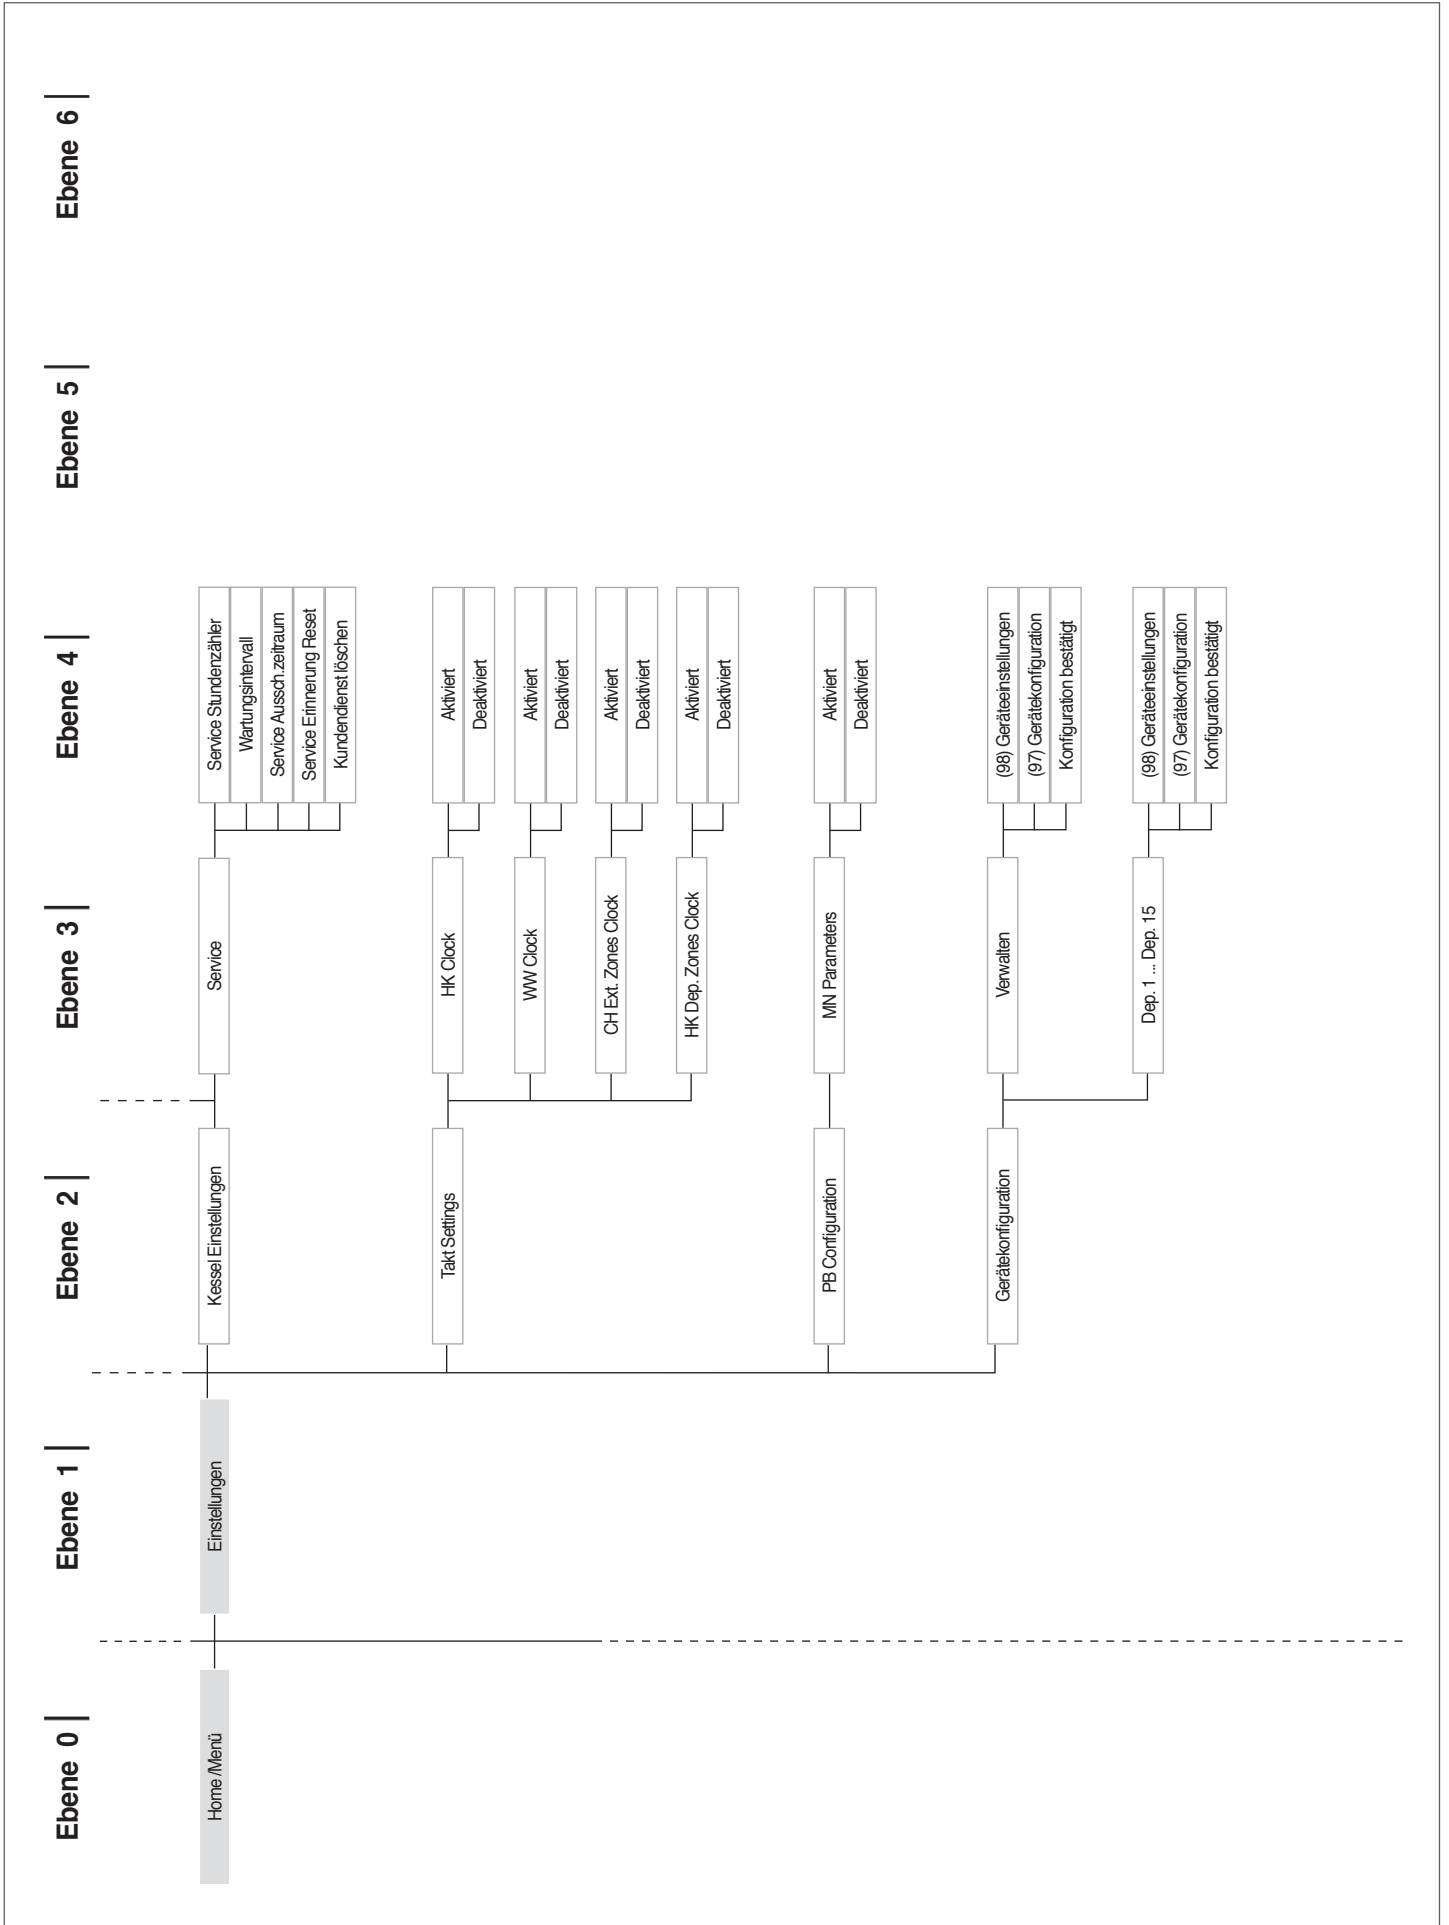 Ebene 0
Ebene 1
Ebene 2
Ebene 3
Ebene 4
Ebene 5
Ebene 6
Home /Menü
Einstellungen
Kessel Einstellungen
Service
Service Stundenzähler
Wartungsintervall
Service Aussch.zeitraum
Service Erinnerung Reset
Kundendienst löschen
Takt Settings
HK Clock
Aktiviert
Deaktiviert
WW Clock
Aktiviert
Deaktiviert
CH Ext. Zones Clock
Aktiviert
Deaktiviert
HK Dep. Zones Clock
Aktiviert
Deaktiviert
PB Configuration
MN Parameters
Aktiviert
Deaktiviert
Gerätekonfiguration
Verwalten
(98) Geräteeinstellungen
(97) Gerätekonfiguration
Konfiguration bestätigt
Dep. 1 ... Dep. 15
(98) Geräteeinstellungen
(97) Gerätekonfiguration
Konfiguration bestätigt